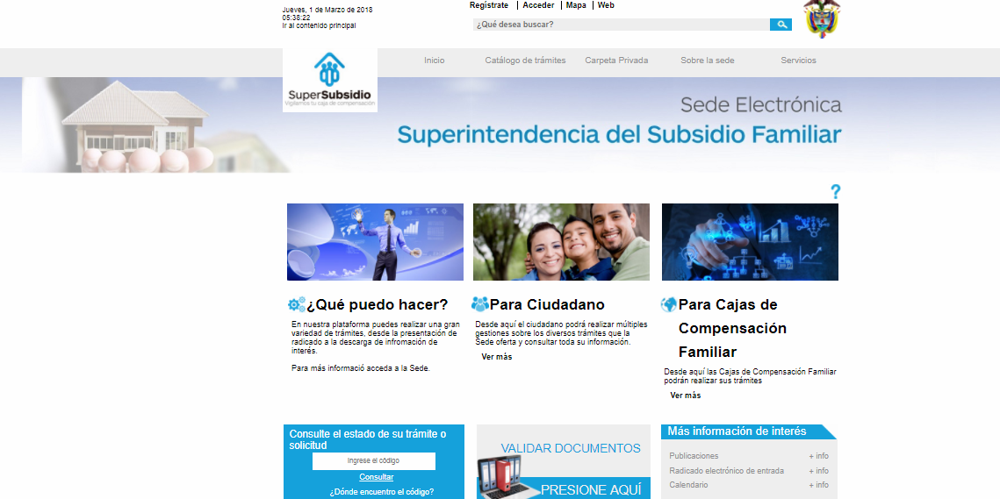 Jueves, 1 de Marzo de 2018
05:38:22
Ir al contenido principal
Regístrate | Acceder | Mapa | Web
¿Qué desea buscar?
SuperSubsidio
Vigilamos tu caja de compensación
Inicio Catálogo de trámites Carpeta Privada Sobre la sede Servicios
Sede Electrónica
Superintendencia del Subsidio Familiar
?
¿Qué puedo hacer?
En nuestra plataforma puedes realizar una gran
variedad de trámites, desde la presentación de
radicado a la descarga de infromación de
interés.
Para más informació acceda a la Sede.
Para Ciudadano
Desde aquí el ciudadano podrá realizar múltiples
gestiones sobre los diversos trámites que la
Sede oferta y consultar toda su información.
Ver más
Para Cajas de
Compensación
Familiar
Desde aquí las Cajas de Compensación Familiar
podrán realizar sus trámites
Ver más
Consulte el estado de su trámite o
solicitud
Ingrese el código
Consultar
¿Dónde encuentro el código?
VALIDAR DOCUMENTOS
PRESIONE AQUÍ
Más información de interés
Publicaciones + info
Radicado electrónico de entrada + info
Calendario + info